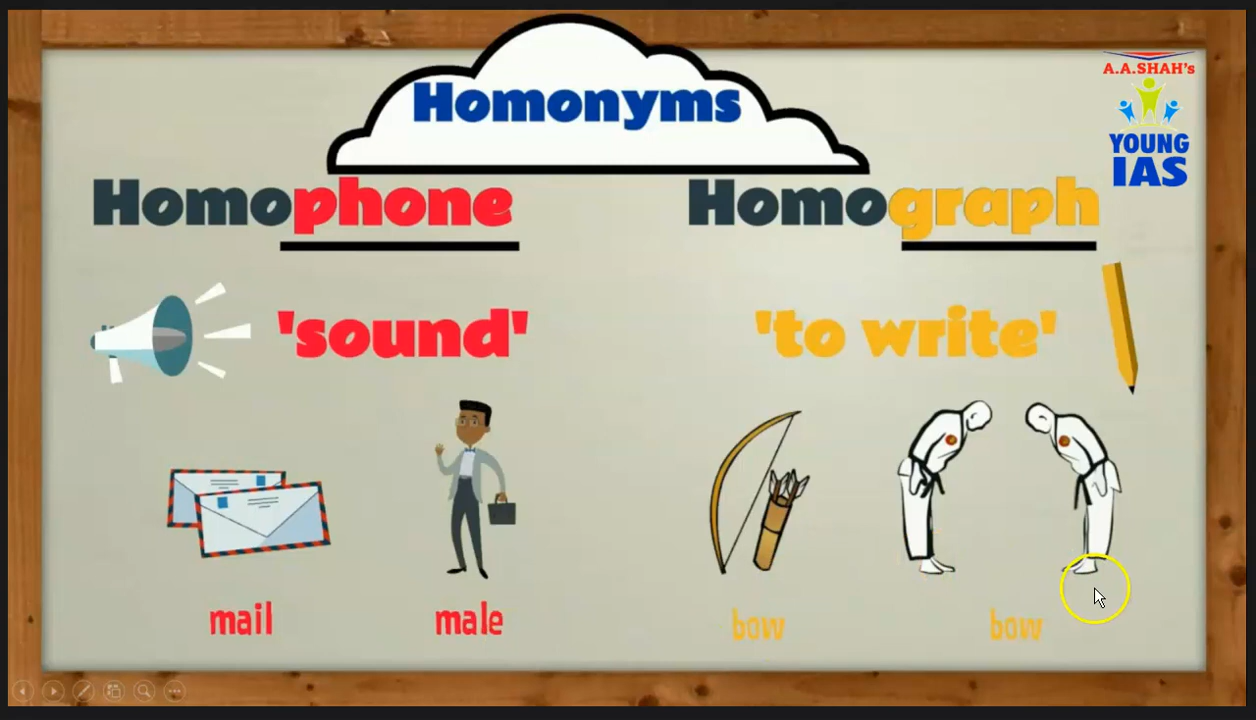 Homonyms
A.A.SHAH's
YOUNG
IAS
Homophone
Homograph
'sound'
'to write'
mail
male
bow
bow